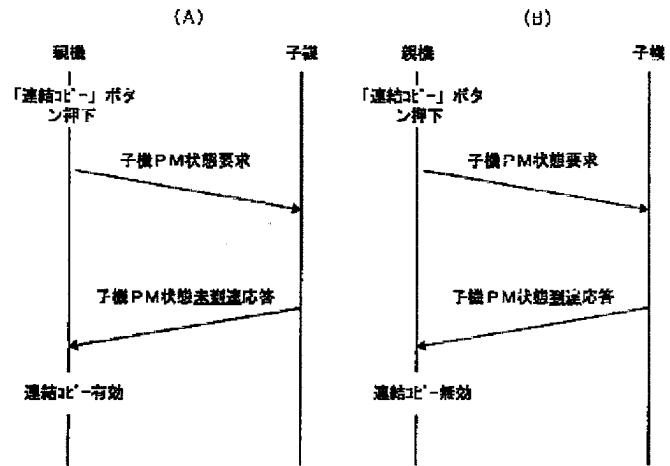 (A)
親機
子機
「連結コピー」ボタ
ン押下
子機PM状態要求
子機PM状態未到達応答
連結コピー有効
(B)
親機
子機
「連結コピー」ボタ
ン押下
子機PM状態要求
子機PM状態到達応答
連結コピー無効